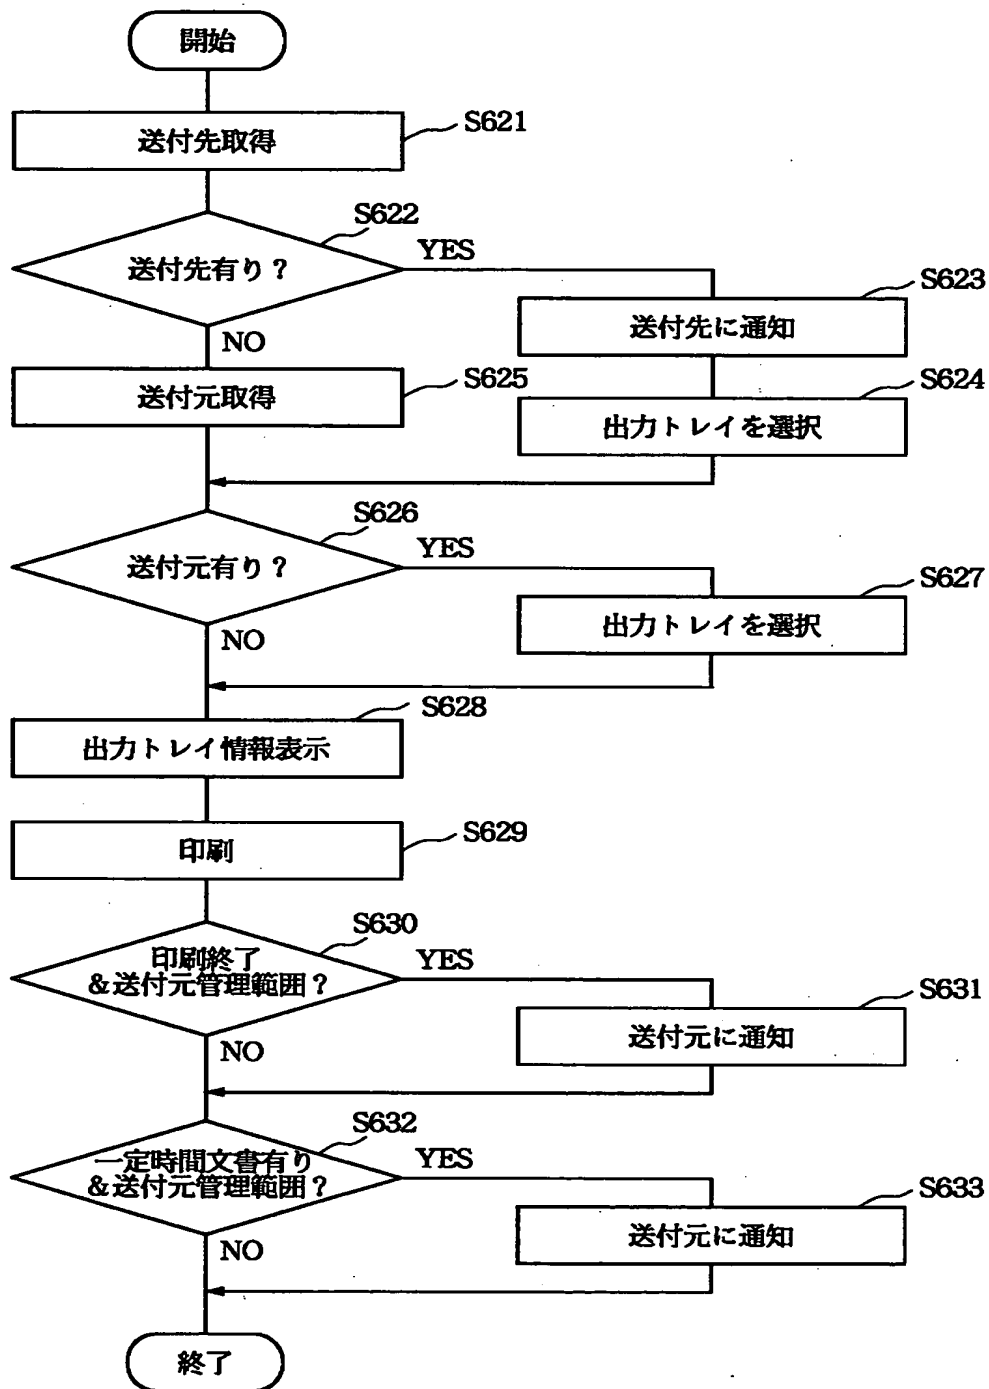 開始
送付先取得
S621
送付先有り？
S622
YES
NO
送付先に通知
S623
出力トレイを選択
S624
送付元取得
S625
送付元有り？
S626
YES
NO
出力トレイを選択
S627
出力トレイ情報表示
S628
印刷
S629
印刷終了
＆送付元管理範囲？
S630
YES
NO
送付元に通知
S631
一定時間文書有り
＆送付元管理範囲？
S632
YES
NO
送付元に通知
S633
終了